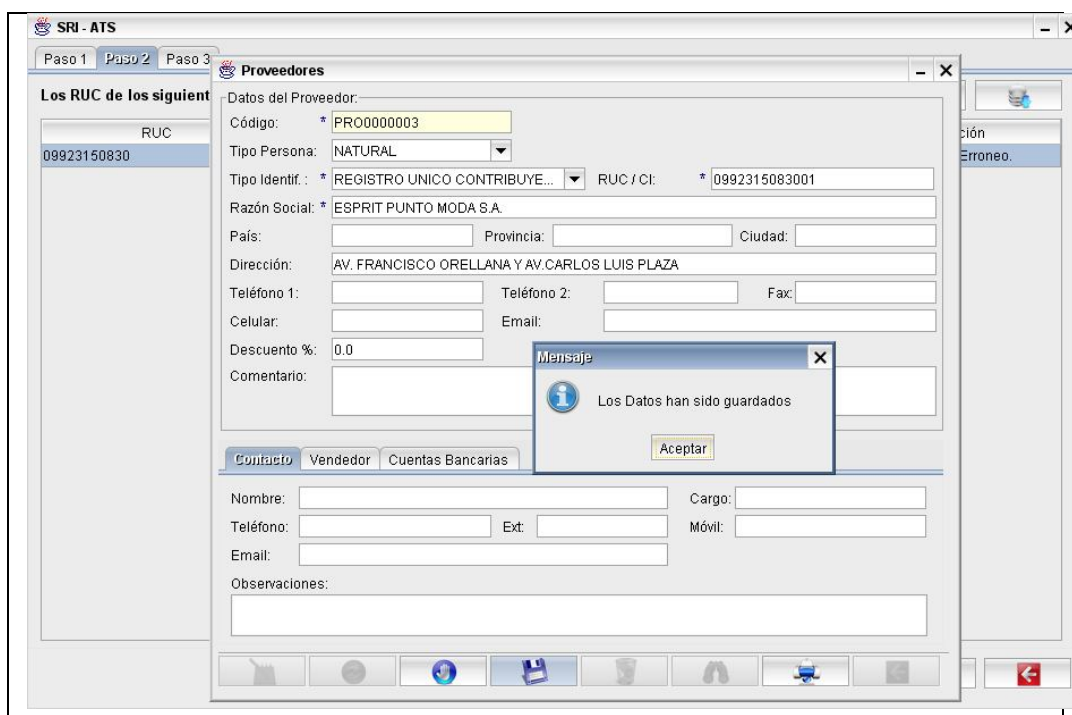 SRI - ATS
Paso 1 Paso 2 Paso 3
Los RUC de los siguient
RUC
ción
09923150830
Erroneo.
Proveedores
Datos del Proveedor:
Código: * PRO0000003
Tipo Persona: NATURAL
Tipo Identif. : * REGISTRO UNICO CONTRIBUYE... RUC / CI: * 0992315083001
Razón Social: * ESPRIT PUNTO MODA S.A.
País: Provincia: Ciudad:
Dirección: AV. FRANCISCO ORELLANA Y AV.CARLOS LUIS PLAZA
Teléfono 1: Teléfono 2: Fax:
Celular: Email:
Descuento %: 0.0
Comentario:
Mensaje
Los Datos han sido guardados
Aceptar
Contacto Vendedor Cuentas Bancarias
Nombre: Cargo:
Teléfono: Ext: Móvil:
Email:
Observaciones: